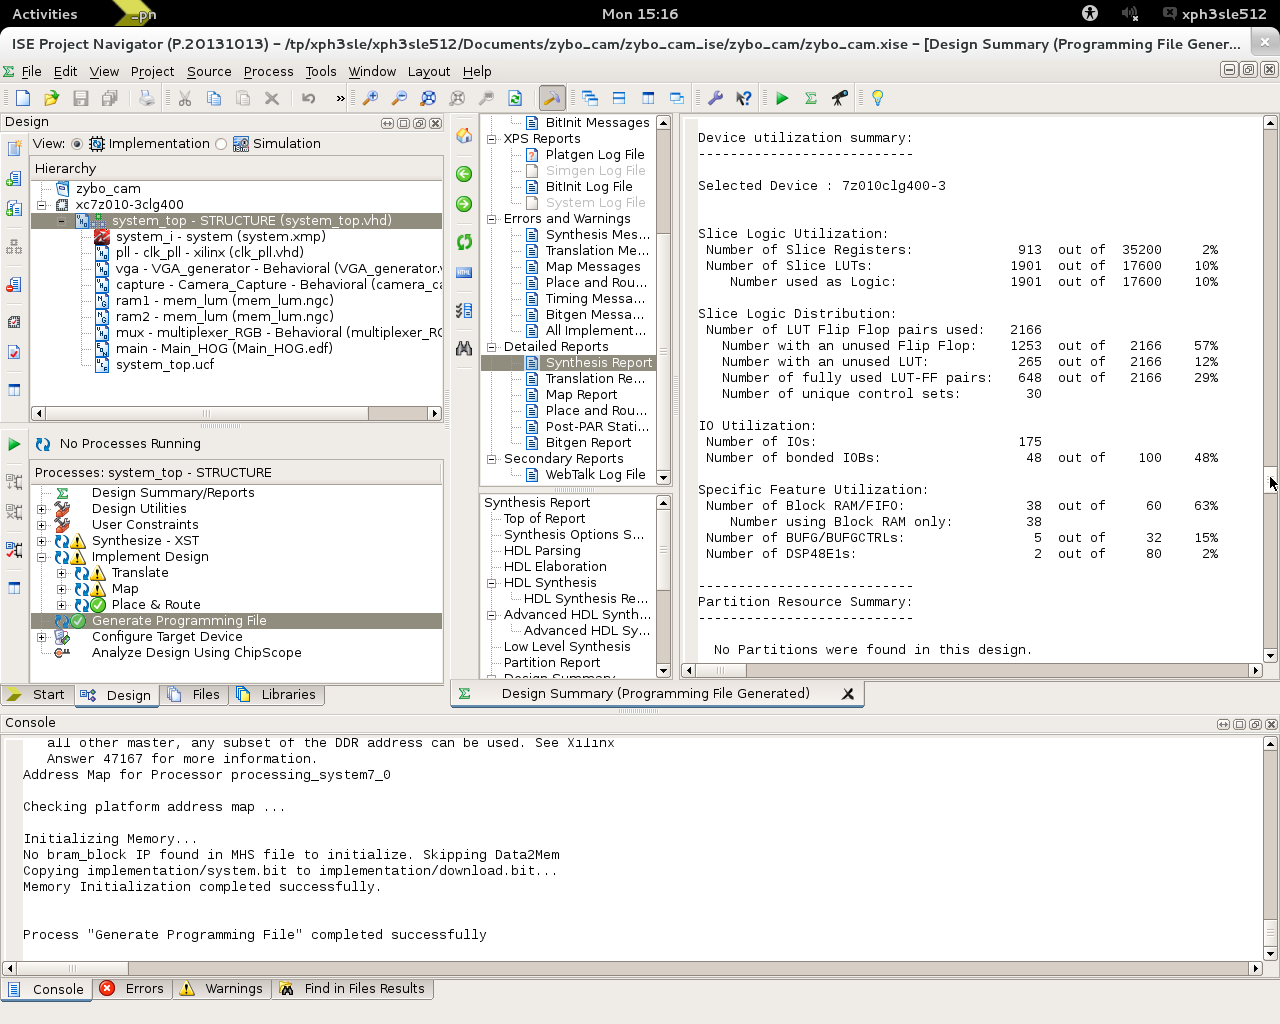 Activities
_pn
Mon 15:16
xph3sle512
ISE Project Navigator (P.20131013) - /tp/xph3sle/xph3sle512/Documents/zybo_cam/zybo_cam_ise/zybo_cam/zybo_cam.xise - [Design Summary (Programming File Gener...
File Edit View Project Source Process Tools Window Layout Help
Design
View: Implementation Simulation
Hierarchy
zybo_cam
xc7z010-3clg400
system_top - STRUCTURE (system_top.vhd)
system_i - system (system.xmp)
pll - clk_pll - xilinx (clk_pll.vhd)
vga - VGA_generator - Behavioral (VGA_generator.v
capture - Camera_Capture - Behavioral (camera_ca
ram1 - mem_lum (mem_lum.ngc)
ram2 - mem_lum (mem_lum.ngc)
mux - multiplexer_RGB - Behavioral (multiplexer_RG
main - Main_HOG (Main_HOG.edf)
system_top.ucf
No Processes Running
Processes: system_top - STRUCTURE
Design Summary/Reports
Design Utilities
User Constraints
Synthesize - XST
Implement Design
Translate
Map
Place & Route
Generate Programming File
Configure Target Device
Analyze Design Using ChipScope
Start Design Files Libraries
BitInit Messages
XPS Reports
Platgen Log File
Simgen Log File
BitInit Log File
System Log File
Errors and Warnings
Synthesis Mes...
Translation Me...
Map Messages
Place and Rou...
Timing Messa...
Bitgen Messa...
All Implement...
Detailed Reports
Synthesis Report
Translation Re...
Map Report
Place and Rou...
Post-PAR Stati...
Bitgen Report
Secondary Reports
WebTalk Log File
Synthesis Report
Top of Report
Synthesis Options S...
HDL Parsing
HDL Elaboration
HDL Synthesis
HDL Synthesis Re...
Advanced HDL Synth...
Advanced HDL Sy...
Low Level Synthesis
Partition Report
Design Summary
Device utilization summary:
---------------------------
Selected Device : 7z010clg400-3
Slice Logic Utilization:
Number of Slice Registers: 913 out of 35200 2%
Number of Slice LUTs: 1901 out of 17600 10%
Number used as Logic: 1901 out of 17600 10%
Slice Logic Distribution:
Number of LUT Flip Flop pairs used: 2166
Number with an unused Flip Flop: 1253 out of 2166 57%
Number with an unused LUT: 265 out of 2166 12%
Number of fully used LUT-FF pairs: 648 out of 2166 29%
Number of unique control sets: 30
IO Utilization:
Number of IOs: 175
Number of bonded IOBs: 48 out of 100 48%
Specific Feature Utilization:
Number of Block RAM/FIFO: 38 out of 60 63%
Number using Block RAM only: 38
Number of BUFG/BUFGCTRLs: 5 out of 32 15%
Number of DSP48E1s: 2 out of 80 2%
---------------------------
Partition Resource Summary:
---------------------------
No Partitions were found in this design.
Design Summary (Programming File Generated)
Console
all other master, any subset of the DDR address can be used. See Xilinx
Answer 47167 for more information.
Address Map for Processor processing_system7_0
Checking platform address map ...
Initializing Memory...
No bram_block IP found in MHS file to initialize. Skipping Data2Mem
Copying implementation/system.bit to implementation/download.bit...
Memory Initialization completed successfully.
Process "Generate Programming File" completed successfully
Console Errors Warnings Find in Files Results